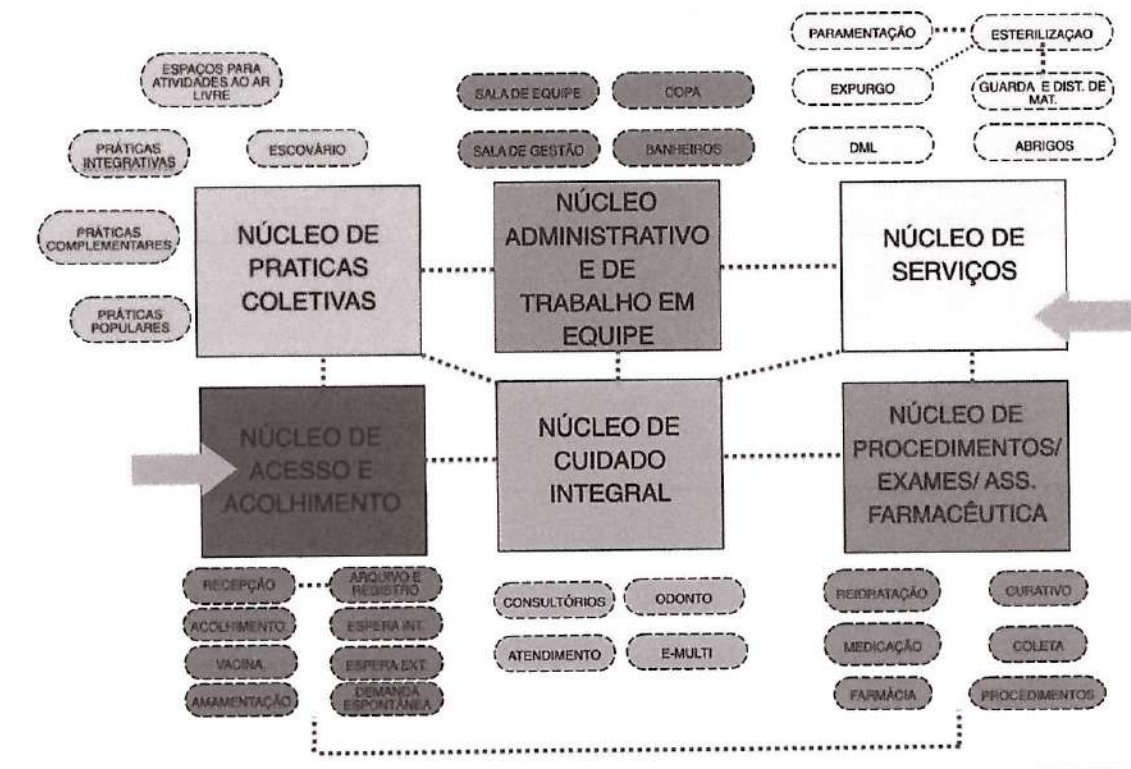 PARAMENTAÇÃO
ESTERILIZAÇAO
ESPAÇOS PARA
ATIVIDADES AO AR
LIVRE
SALA DE EQUIPE
COPA
EXPURGO
GUARDA E DIST. DE
MAT.
PRÁTICAS
INTEGRATIVAS
ESCOVÁRIO
SALA DE GESTÃO
BANHEIROS
DML
ABRIGOS
PRÁTICAS
COMPLEMENTARES
PRÁTICAS
POPULARES
NÚCLEO DE
PRATICAS
COLETIVAS
NÚCLEO
ADMINISTRATIVO
E DE
TRABALHO EM
EQUIPE
NÚCLEO DE
SERVIÇOS
NÚCLEO DE
ACESSO E
ACOLHIMENTO
NÚCLEO DE
CUIDADO
INTEGRAL
NÚCLEO DE
PROCEDIMENTOS/
EXAMES/ ASS.
FARMACÊUTICA
RECEPÇÃO
ARQUIVO E
REGISTRO
ACOLHIMENTO
ESPERA INT.
VACINA
ESPERA EXT
AMAMENTAÇÃO
DEMANDA
ESPONTÂNEA
CONSULTÓRIOS
ODONTO
ATENDIMENTO
E-MULTI
REIDRATAÇÃO
CURATIVO
MEDICAÇÃO
COLETA
FARMÁCIA
PROCEDIMENTOS